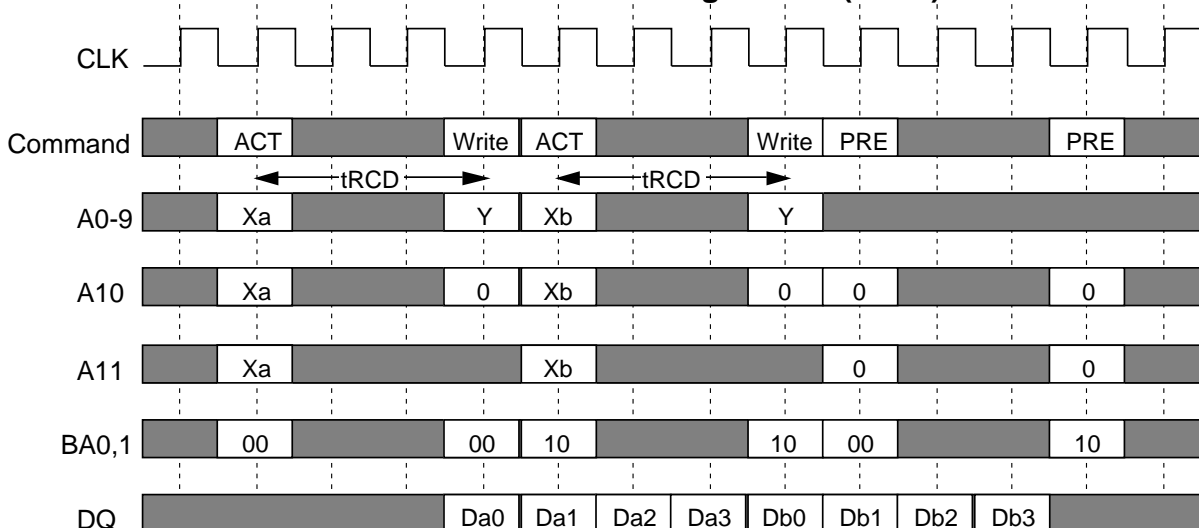 CLK
Command ACT Write ACT Write PRE PRE
tRCD tRCD
A0-9 Xa Y Xb Y
A10 Xa 0 Xb 0 0 0
A11 Xa Xb 0 0
BA0,1 00 00 10 10 00 10
DQ Da0 Da1 Da2 Da3 Db0 Db1 Db2 Db3